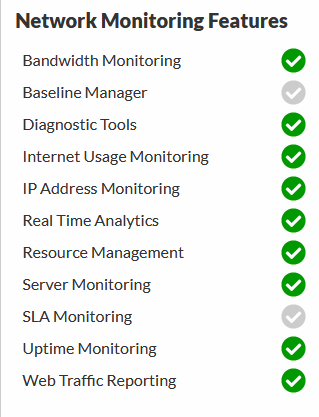 Network Monitoring Features
Bandwidth Monitoring
Baseline Manager
Diagnostic Tools
Internet Usage Monitoring
IP Address Monitoring
Real Time Analytics
Resource Management
Server Monitoring
SLA Monitoring
Uptime Monitoring
Web Traffic Reporting